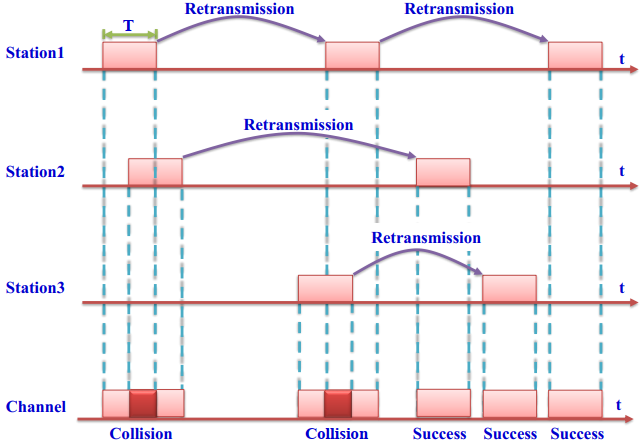 Retransmission Retransmission
T
Station1 t
Retransmission
Station2 t
Retransmission
Station3 t
Channel t
Collision Collision Success Success Success